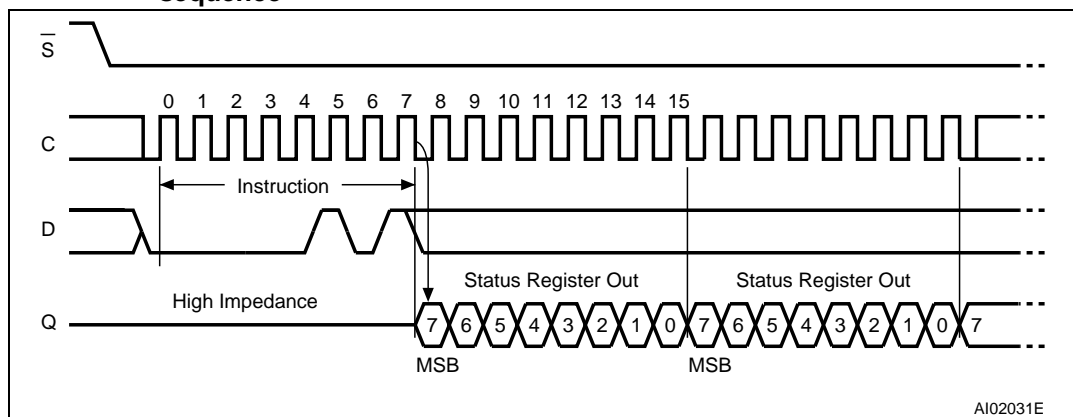 sequence
S
0 1 2 3 4 5 6 7 8 9 10 11 12 13 14 15
C
Instruction
D
Status Register Out Status Register Out
High Impedance
Q 7 6 5 4 3 2 1 0 7 6 5 4 3 2 1 0 7
MSB MSB
AI02031E